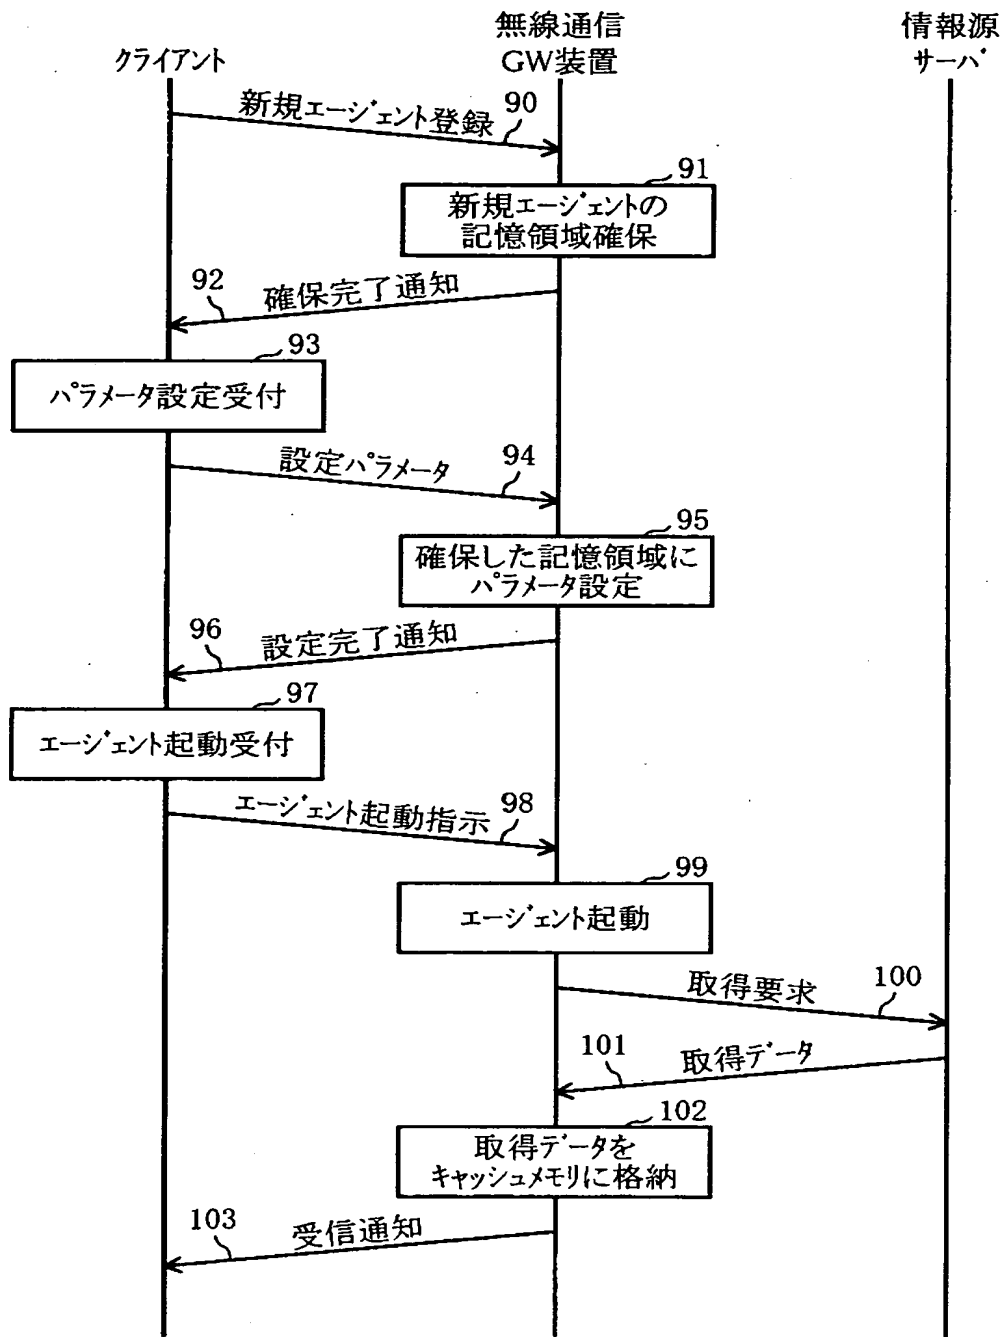 クライアント
無線通信
GW装置
情報源
サーバ
新規エージェント登録
90
91
新規エージェントの
記憶領域確保
92
確保完了通知
93
パラメータ設定受付
設定パラメータ
94
95
確保した記憶領域に
パラメータ設定
96
設定完了通知
97
エージェント起動受付
エージェント起動指示
98
99
エージェント起動
取得要求
100
101
取得データ
102
取得データを
キャッシュメモリに格納
103
受信通知